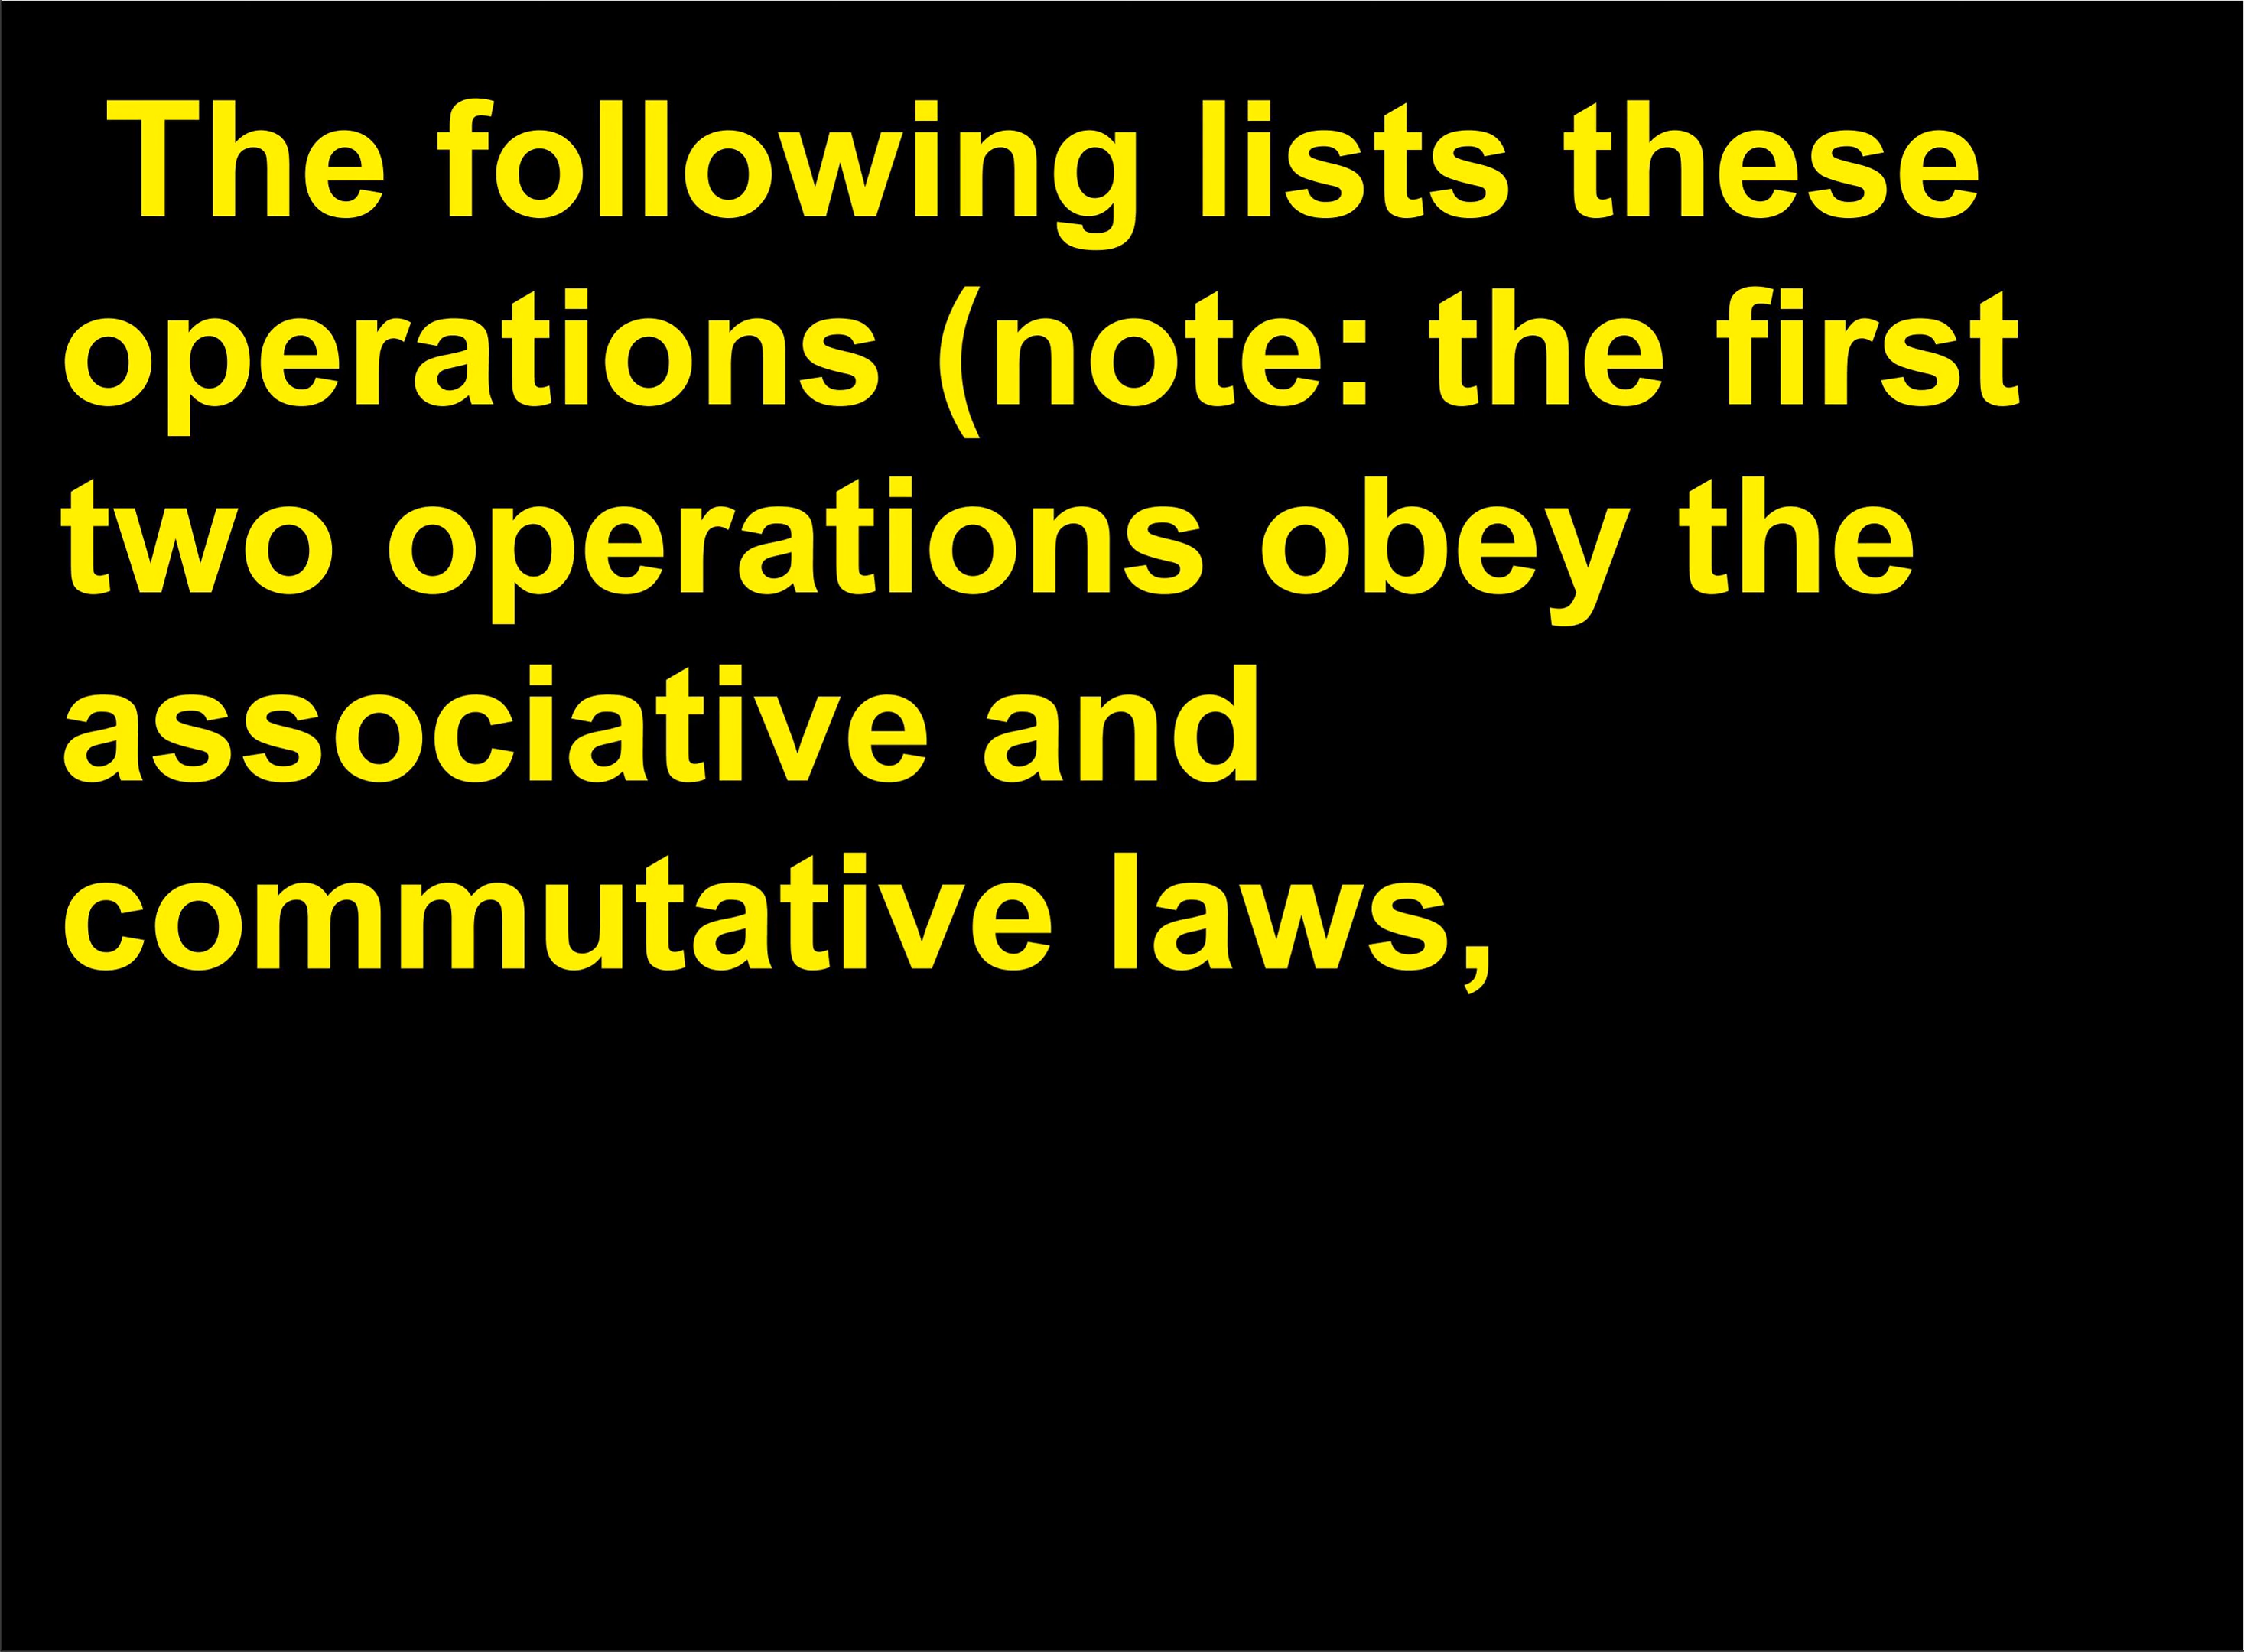 The following lists these
operations (note: the first
two operations obey the
associative and
commutative laws,